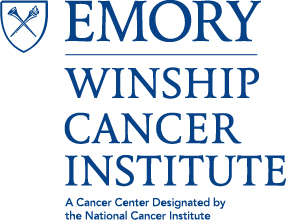 EMORY
WINSHIP
CANCER
INSTITUTE
A Cancer Center Designated by
the National Cancer Institute